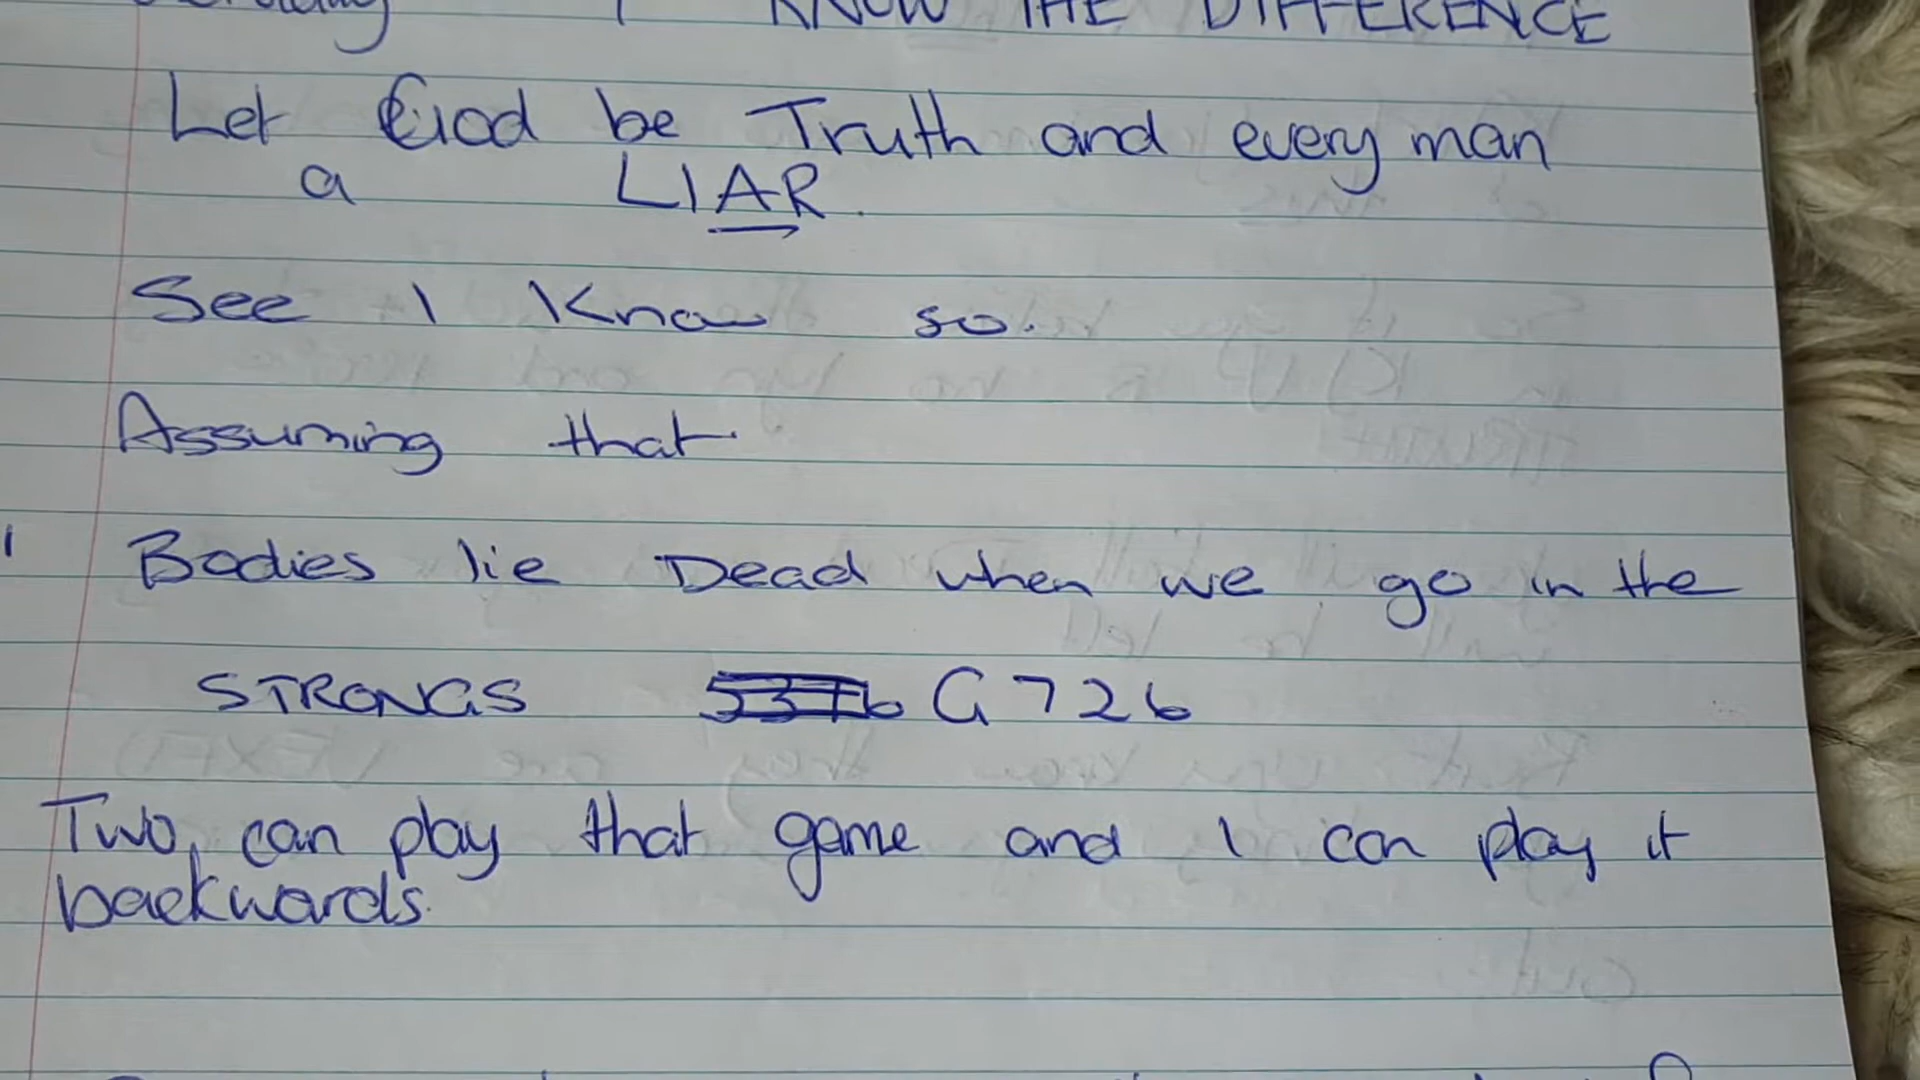 I KNOW THE DIFFERENCE
Let God be Truth and every man
a LIAR.
See I Know so.
Assuming that
1 Bodies lie Dead when we go in the
STRONGS G726
Two, can play that game and I can play it
backwards.